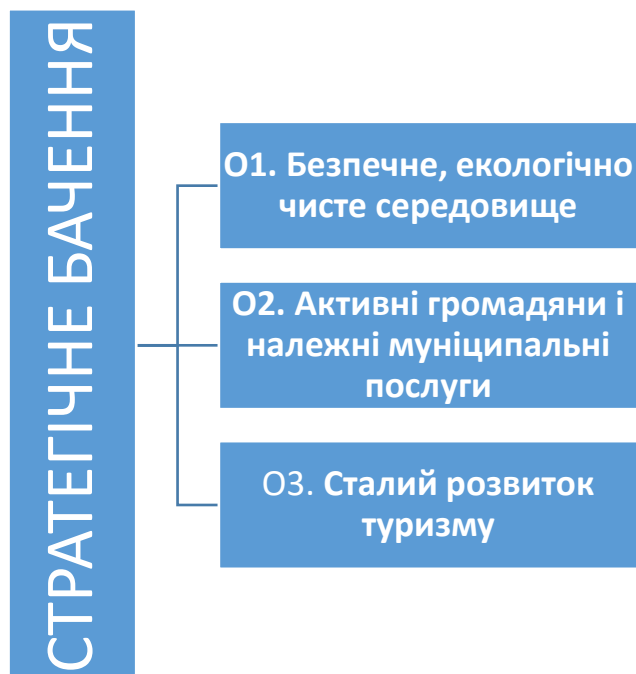 СТРАТЕГІЧНЕ БАЧЕННЯ
О1. Безпечне, екологічно
чисте середовище
О2. Активні громадяни і
належні муніципальні
послуги
О3. Сталий розвиток
туризму